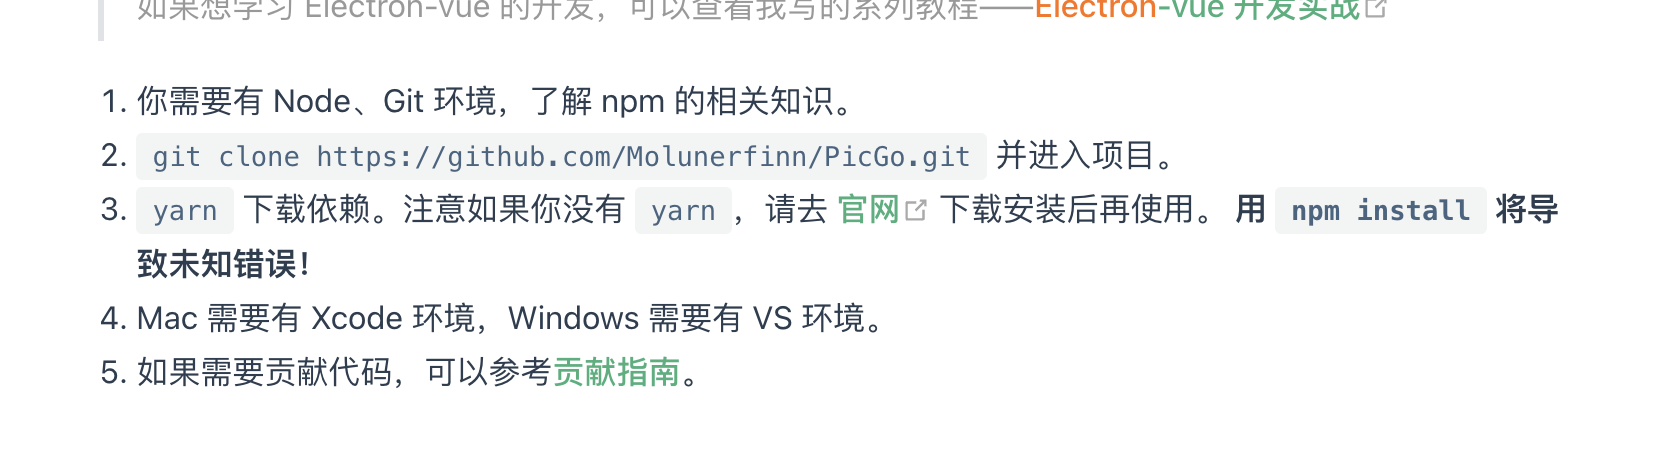 如果想学习 Electron-vue 的开发，可以查看我写的系列教程——Electron-vue 开发实战
1. 你需要有 Node、Git 环境，了解 npm 的相关知识。
2. git clone https://github.com/Molunerfinn/PicGo.git 并进入项目。
3. yarn 下载依赖。注意如果你没有 yarn ，请去 官网 下载安装后再使用。 用 npm install 将导
致未知错误！
4. Mac 需要有 Xcode 环境，Windows 需要有 VS 环境。
5. 如果需要贡献代码，可以参考贡献指南。